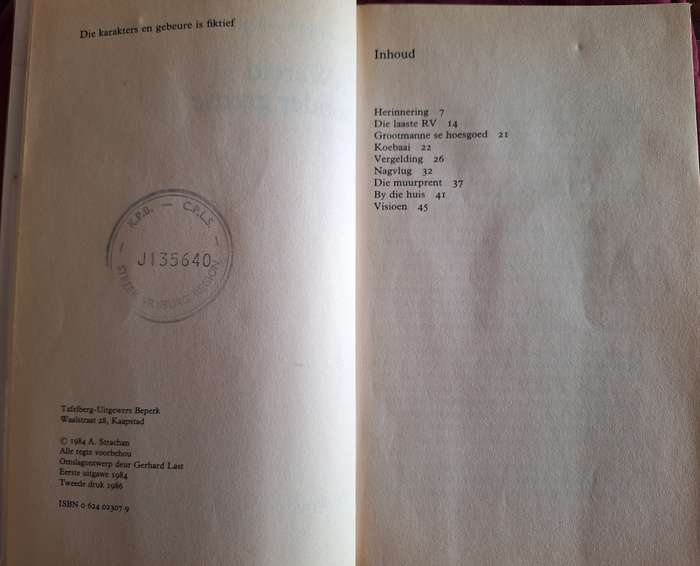 Die karakters en gebeure is fiktief
K.P.B. — C.P.L.S.
J135640
STREEK VRYBURG REGION
Tafelberg-Uitgewers Beperk
Waalstraat 28, Kaapstad
© 1984 A. Strachan
Alle regte voorbehou
Omslagontwerp deur Gerhard Last
Eerste uitgawe 1984
Tweede druk 1986
ISBN 0 624 02307 9
Inhoud
Herinnering 7
Die laaste RV 14
Grootmanne se hoesgoed 21
Koebaai 22
Vergelding 26
Nagvlug 32
Die muurprent 37
By die huis 41
Visioen 45